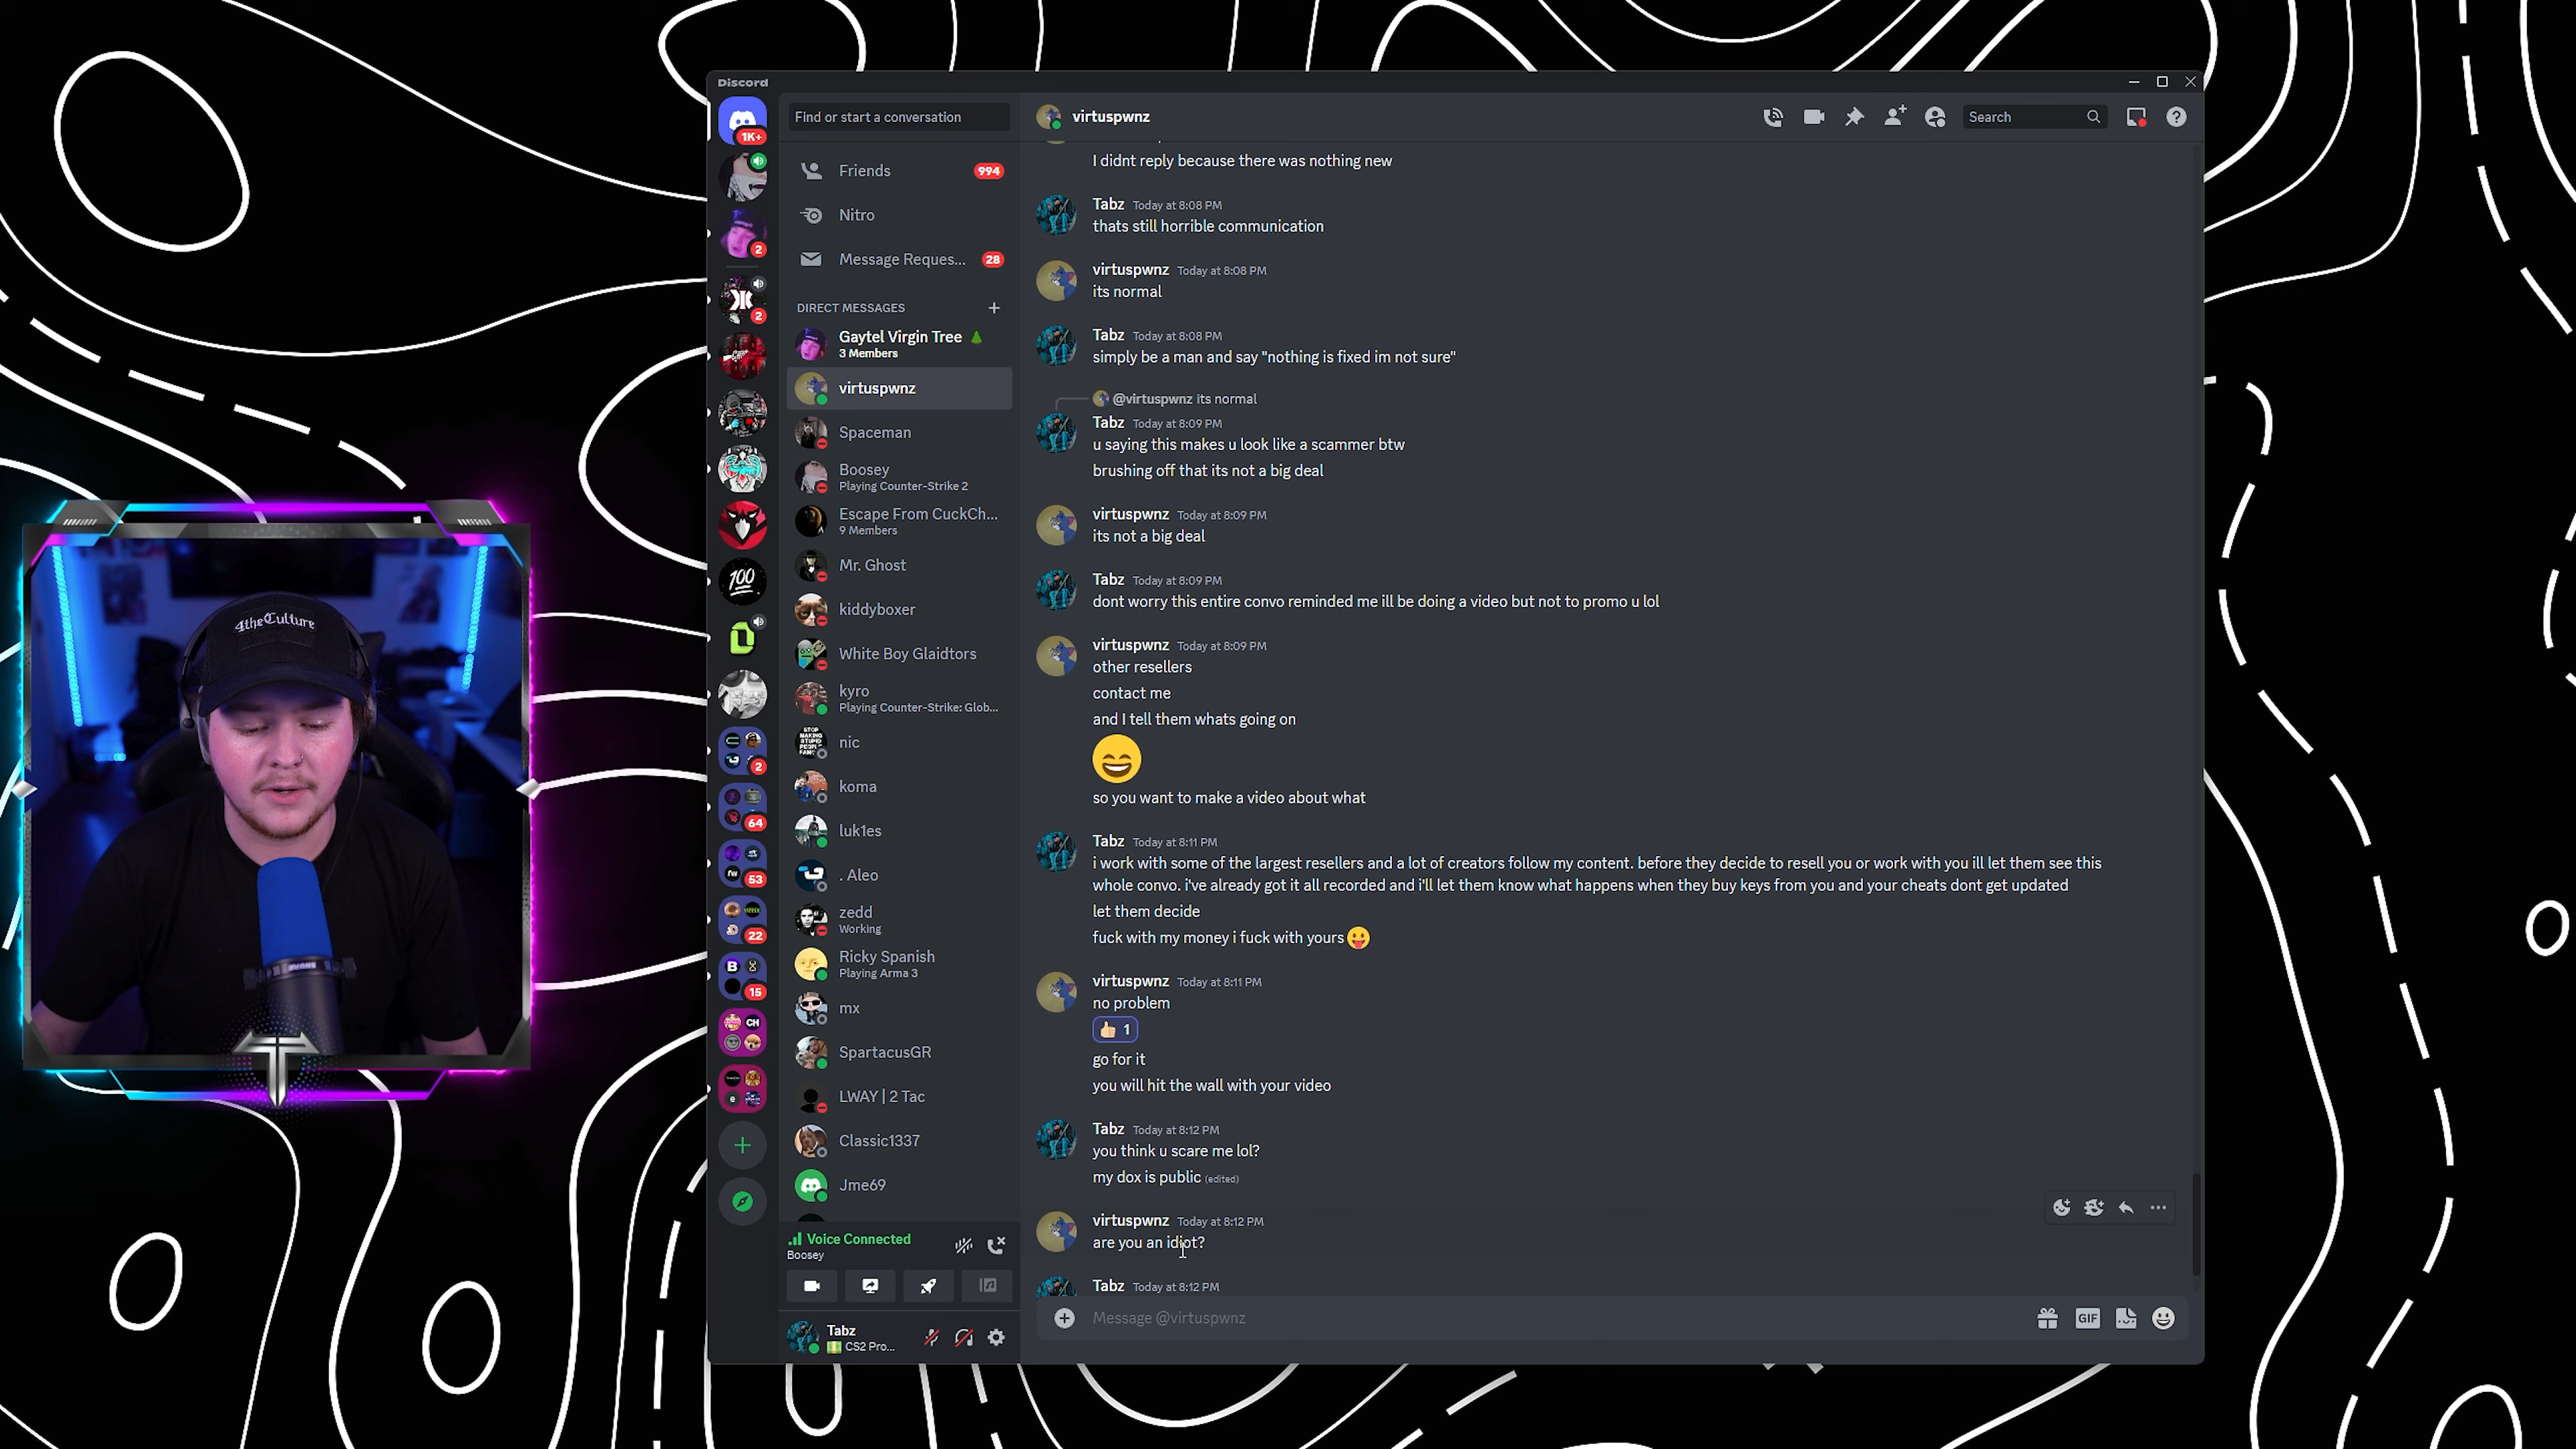 Discord
1K+
2
2
2
64
53
22
15
Find or start a conversation
Friends 994
Nitro
Message Reques... 28
DIRECT MESSAGES
Gaytel Virgin Tree
3 Members
virtuspwnz
Spaceman
Boosey
Playing Counter-Strike 2
Escape From CuckCh...
9 Members
Mr. Ghost
kiddyboxer
White Boy Glaidtors
kyro
Playing Counter-Strike: Glob...
nic
koma
luk1es
. Aleo
zedd
Working
Ricky Spanish
Playing Arma 3
mx
SpartacusGR
LWAY | 2 Tac
Classic1337
Jme69
Voice Connected
Boosey
Tabz
CS2 Pro...
virtuspwnz
Search
I didnt reply because there was nothing new
Tabz Today at 8:08 PM
thats still horrible communication
virtuspwnz Today at 8:08 PM
its normal
Tabz Today at 8:08 PM
simply be a man and say "nothing is fixed im not sure"
@virtuspwnz its normal
Tabz Today at 8:09 PM
u saying this makes u look like a scammer btw
brushing off that its not a big deal
virtuspwnz Today at 8:09 PM
its not a big deal
Tabz Today at 8:09 PM
dont worry this entire convo reminded me ill be doing a video but not to promo u lol
virtuspwnz Today at 8:09 PM
other resellers
contact me
and I tell them whats going on
so you want to make a video about what
Tabz Today at 8:11 PM
i work with some of the largest resellers and a lot of creators follow my content. before they decide to resell you or work with you ill let them see this
whole convo. i've already got it all recorded and i'll let them know what happens when they buy keys from you and your cheats dont get updated
let them decide
fuck with my money i fuck with yours
virtuspwnz Today at 8:11 PM
no problem
1
go for it
you will hit the wall with your video
Tabz Today at 8:12 PM
you think u scare me lol?
my dox is public (edited)
virtuspwnz Today at 8:12 PM
are you an idiot?
Tabz Today at 8:12 PM
Message @virtuspwnz
GIF
4theCulture
100